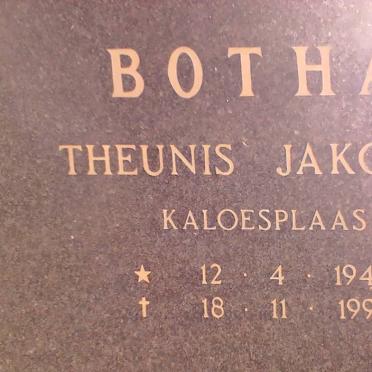 BOTHA
THEUNIS JAKO
KALOESPLAAS
★ 12 · 4 · 194
✝ 18 · 11 · 199